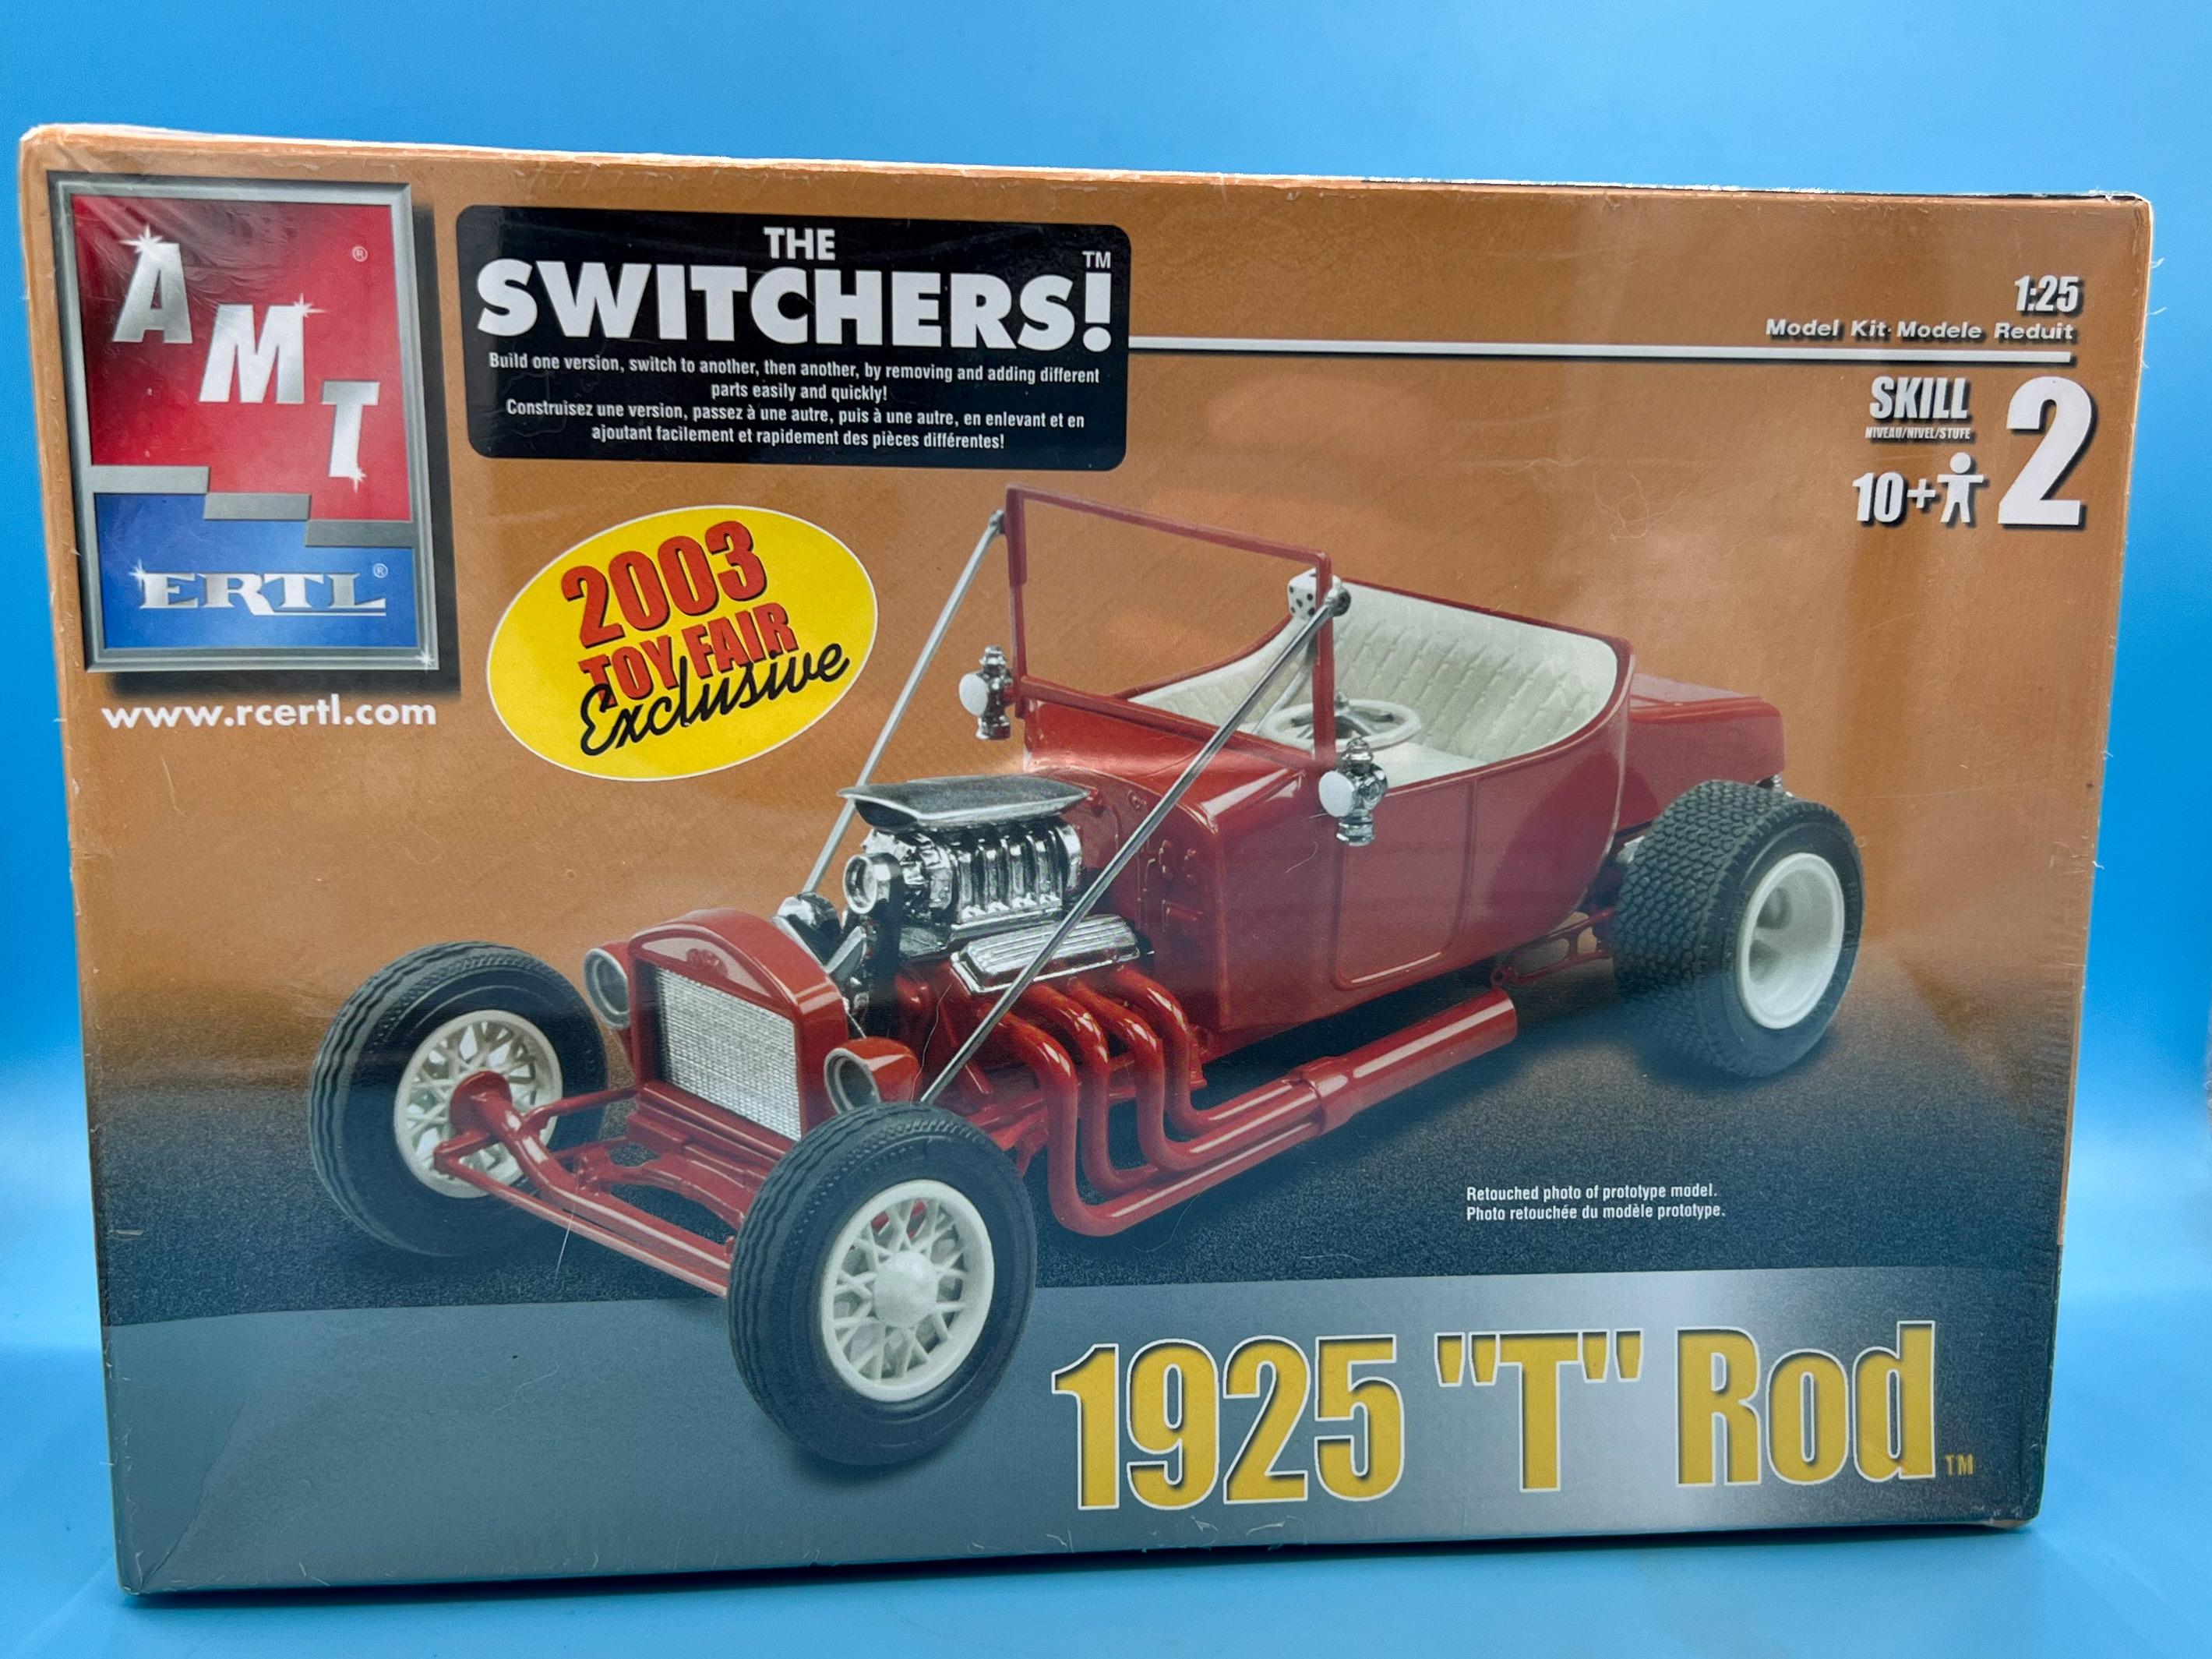 AMT ®
ERTL®
www.rcertl.com
THE
SWITCHERS!™
Build one version, switch to another, then another, by removing and adding different
parts easily and quickly!
Construisez une version, passez à une autre, puis à une autre, en enlevant et en
ajoutant facilement et rapidement des pièces différentes!
1:25
Model Kit·Modele Reduit
SKILL 2
NIVEAU/NIVEL/STUFE
10+
2003
TOY FAIR
Exclusive
Retouched photo of prototype model.
Photo retouchée du modèle prototype.
1925 "T" Rod™